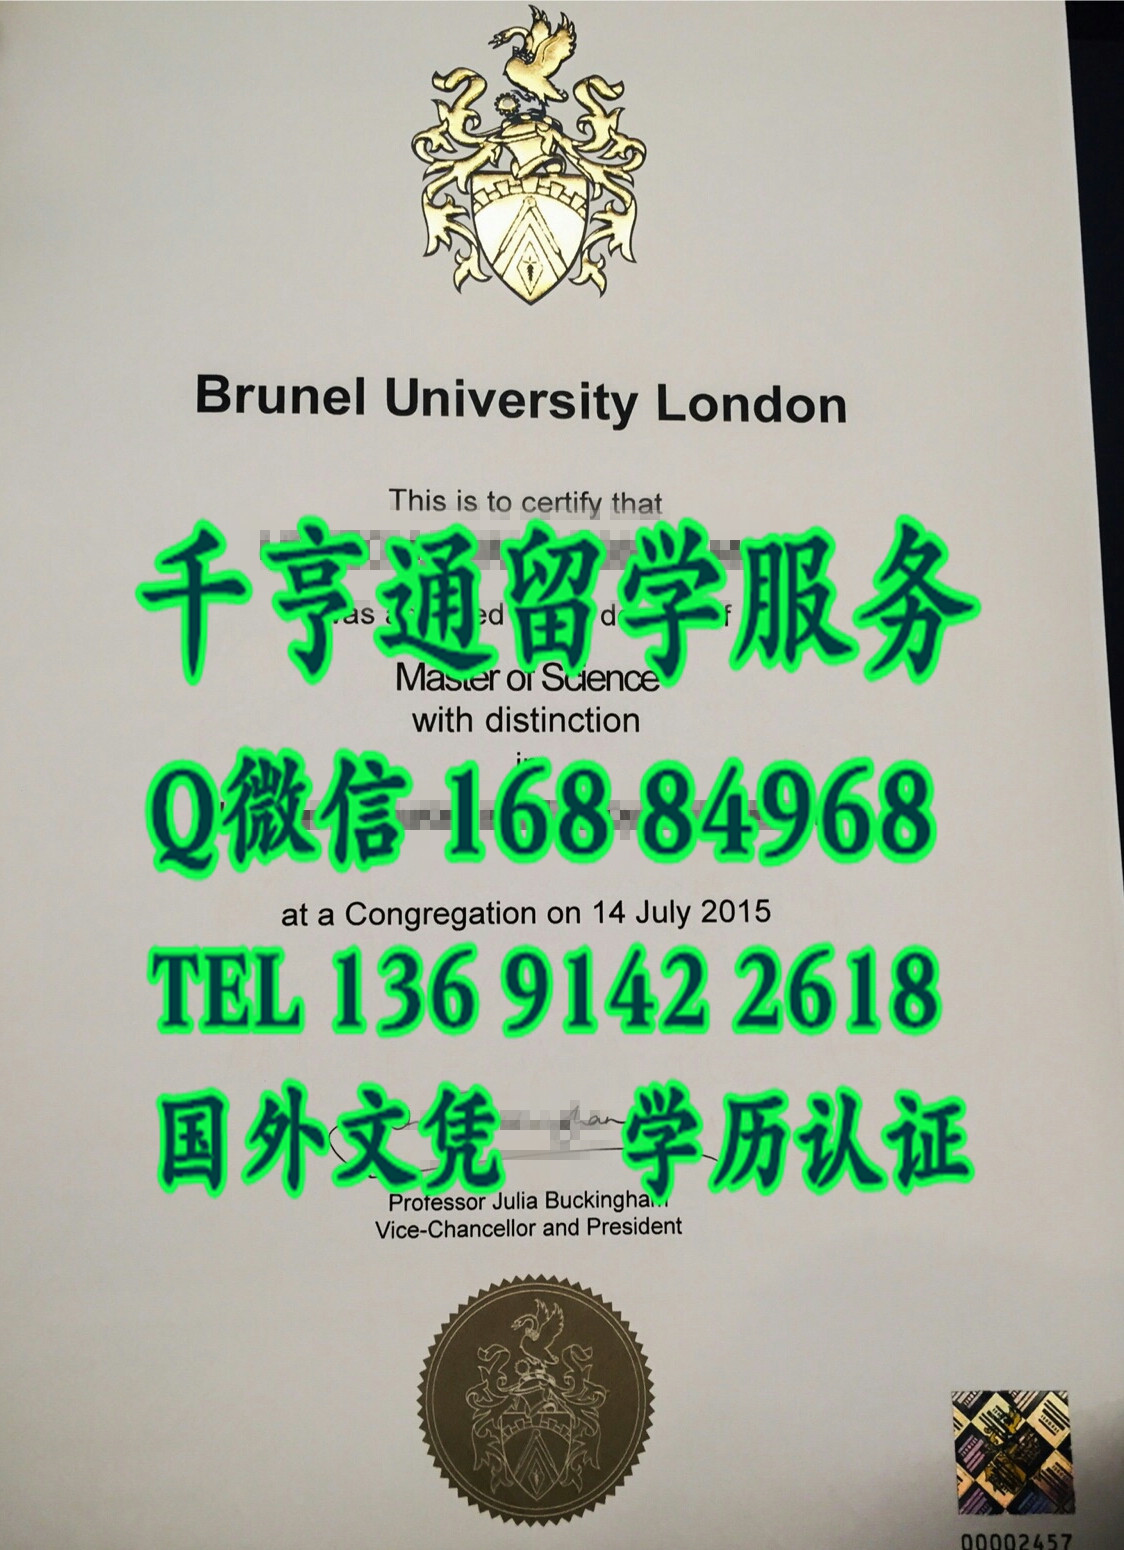 Brunel University London
This is to certify that
千亨通留学服务
Master of Science
with distinction
in
Q微信 168 84968
at a Congregation on 14 July 2015
TEL 136 9142 2618
国外文凭 学历认证
Professor Julia Buckingham
Vice-Chancellor and President
00002457